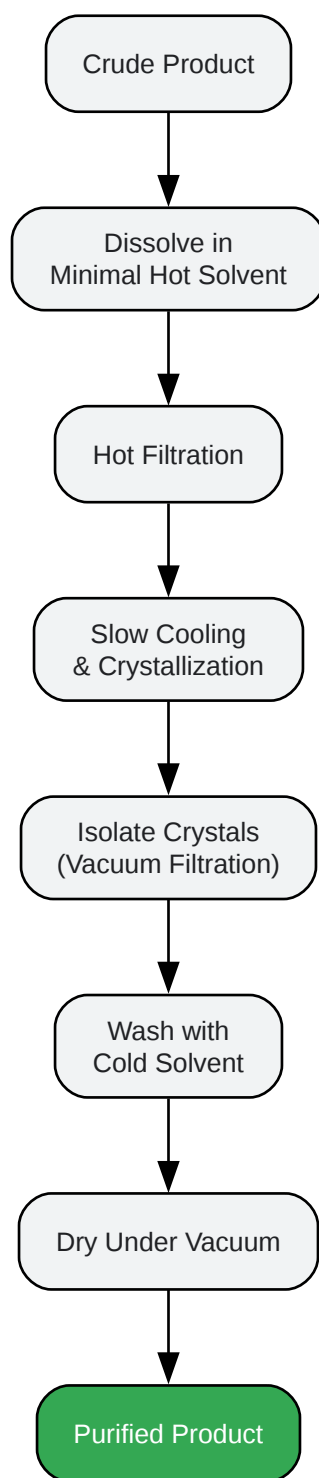 Crude Product
Dissolve in
Minimal Hot Solvent
Hot Filtration
Slow Cooling
& Crystallization
Isolate Crystals
(Vacuum Filtration)
Wash with
Cold Solvent
Dry Under Vacuum
Purified Product